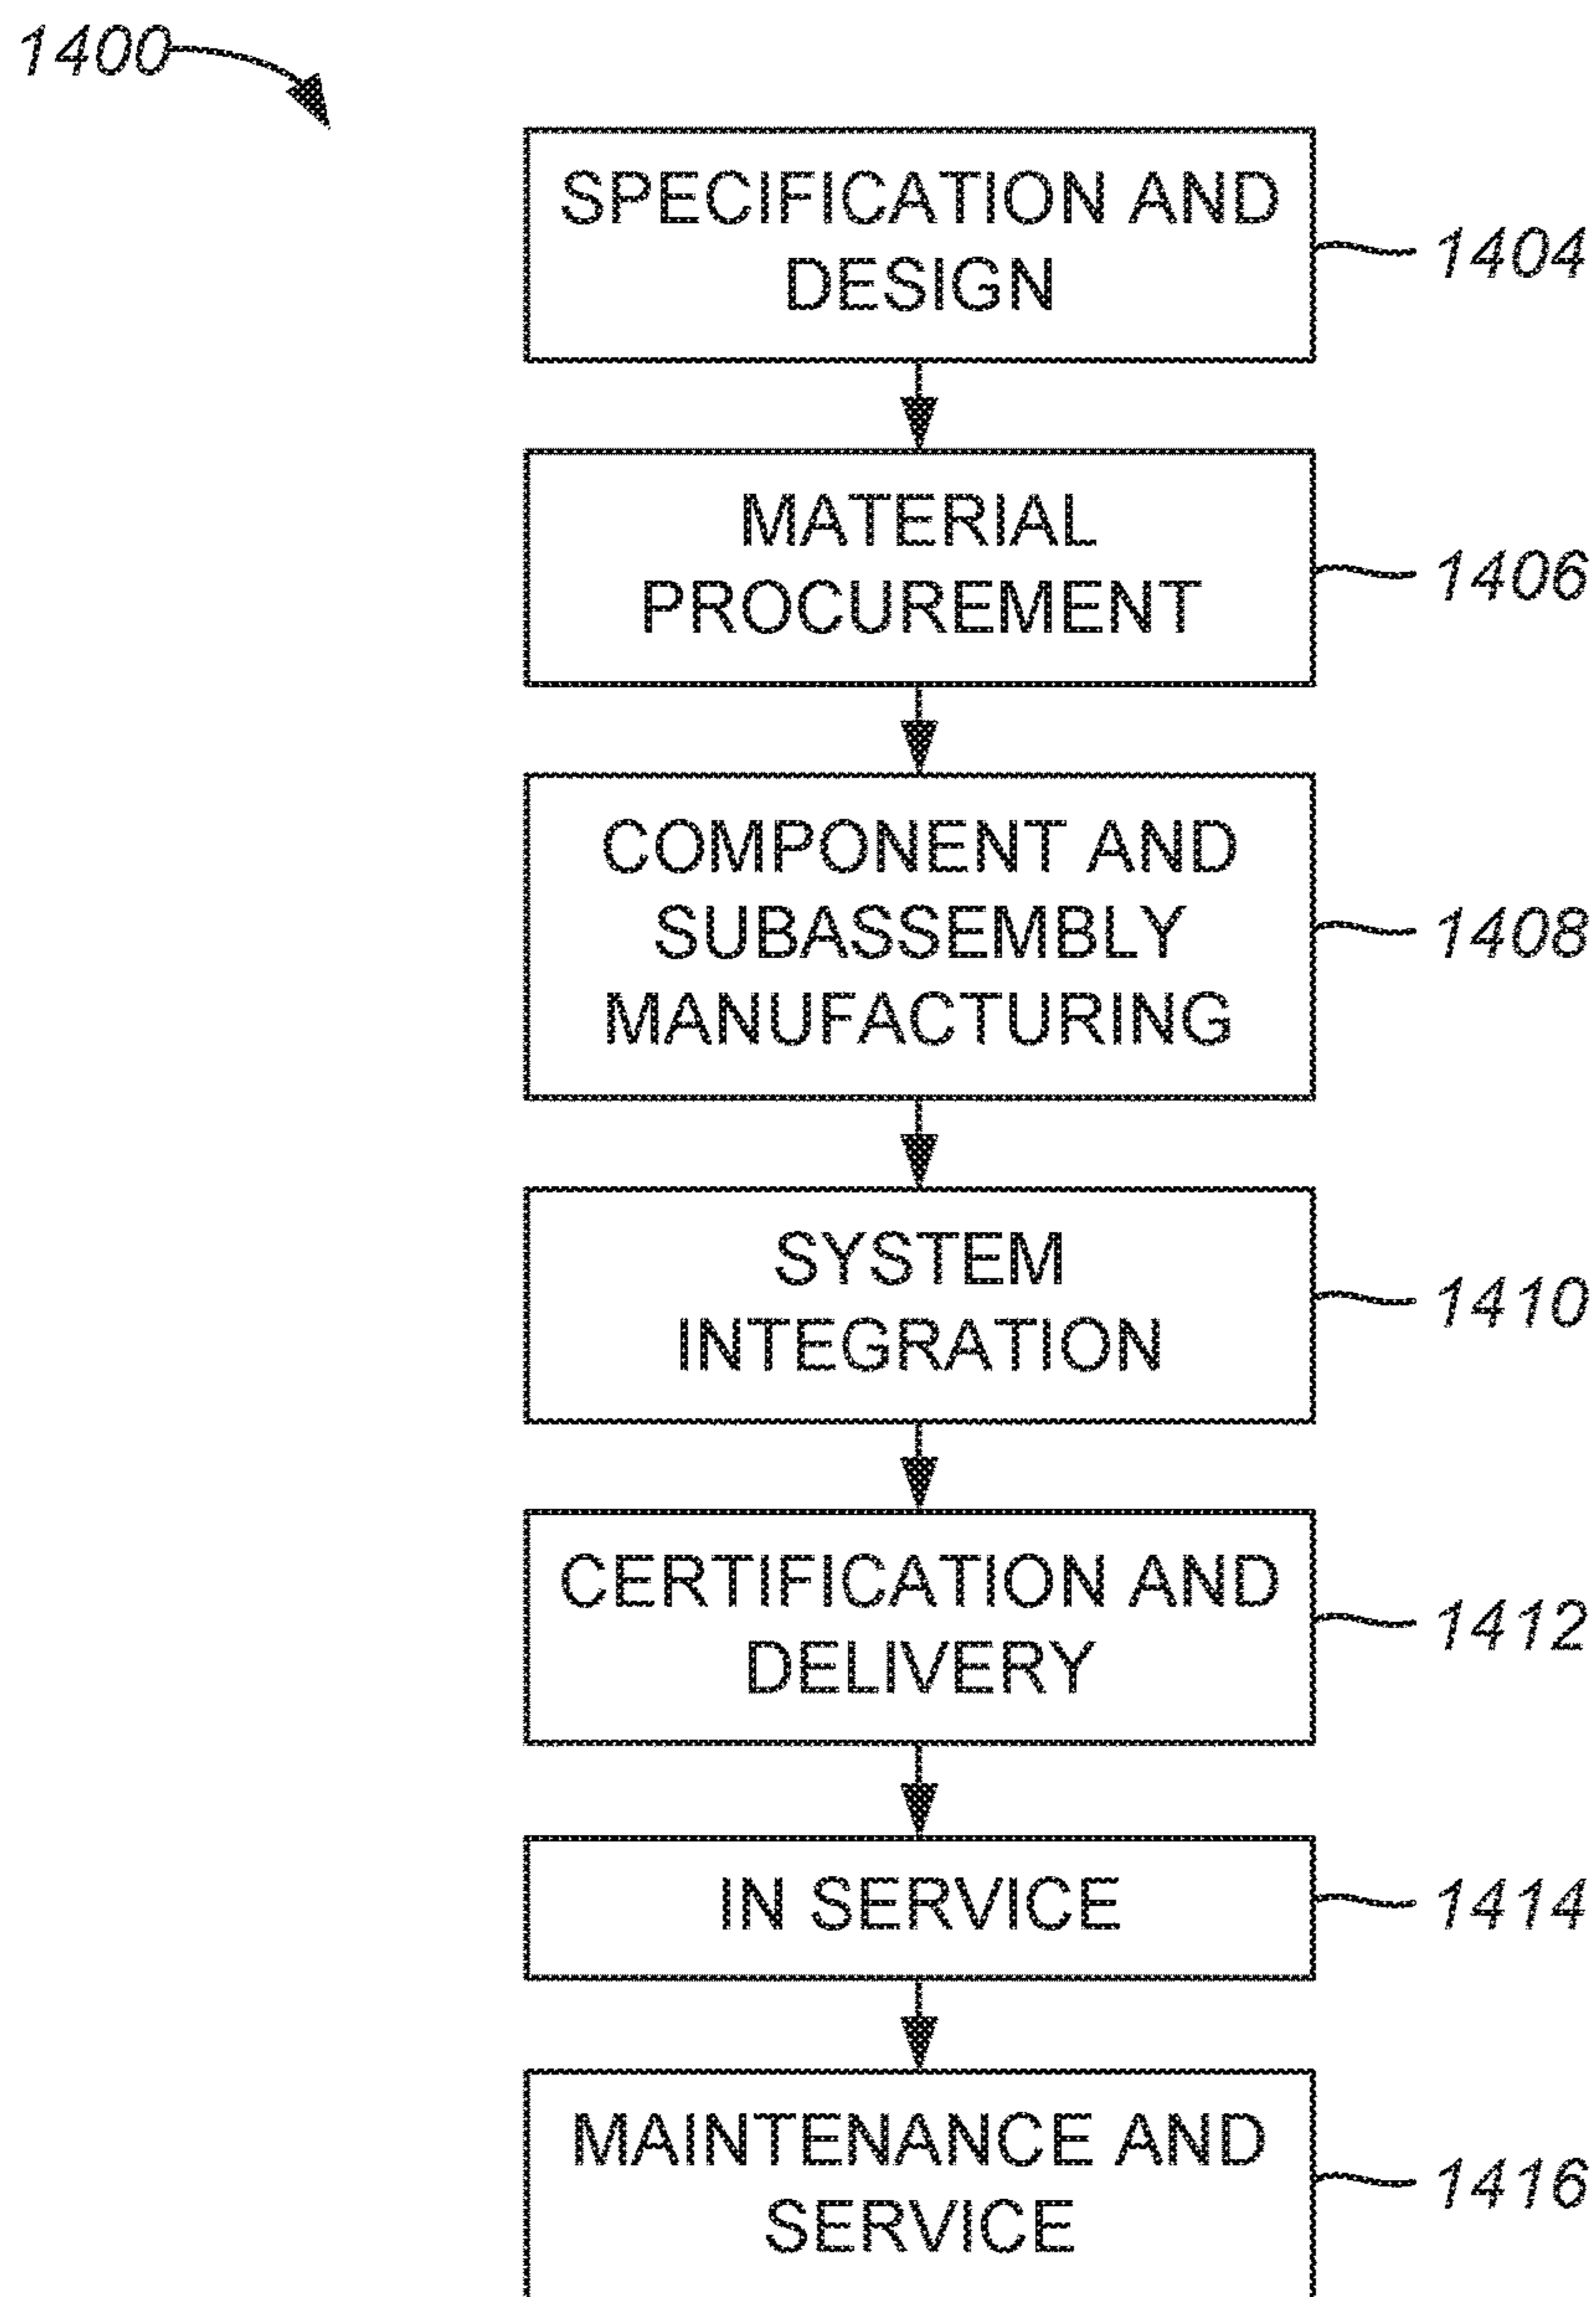 1400
SPECIFICATION AND
DESIGN
1404
MATERIAL
PROCUREMENT
1406
COMPONENT AND
SUBASSEMBLY
MANUFACTURING
1408
SYSTEM
INTEGRATION
1410
CERTIFICATION AND
DELIVERY
1412
IN SERVICE
1414
MAINTENANCE AND
SERVICE
1416